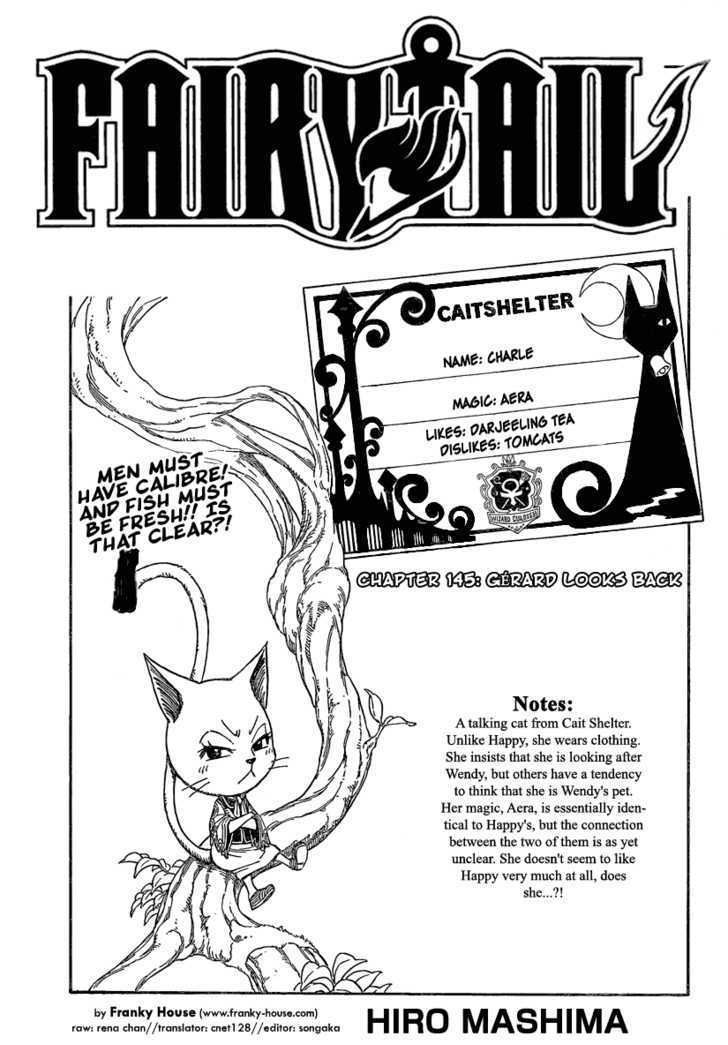 FAIRY TAIL
CAITSHELTER
NAME: CHARLE
MAGIC: AERA
LIKES: DARJEELING TEA
DISLIKES: TOMCATS
MEN MUST
HAVE CALIBRE!
AND FISH MUST
BE FRESH!! IS
THAT CLEAR?!
CHAPTER 145: GÉRARD LOOKS BACK
Notes:
A talking cat from Cait Shelter.
Unlike Happy, she wears clothing.
She insists that she is looking after
Wendy, but others have a tendency
to think that she is Wendy's pet.
Her magic, Aera, is essentially iden-
tical to Happy's, but the connection
between the two of them is as yet
unclear. She doesn't seem to like
Happy very much at all, does
she...?!
by Franky House (www.franky-house.com)
raw: rena chan//translator: cnet128//editor: songaka
HIRO MASHIMA